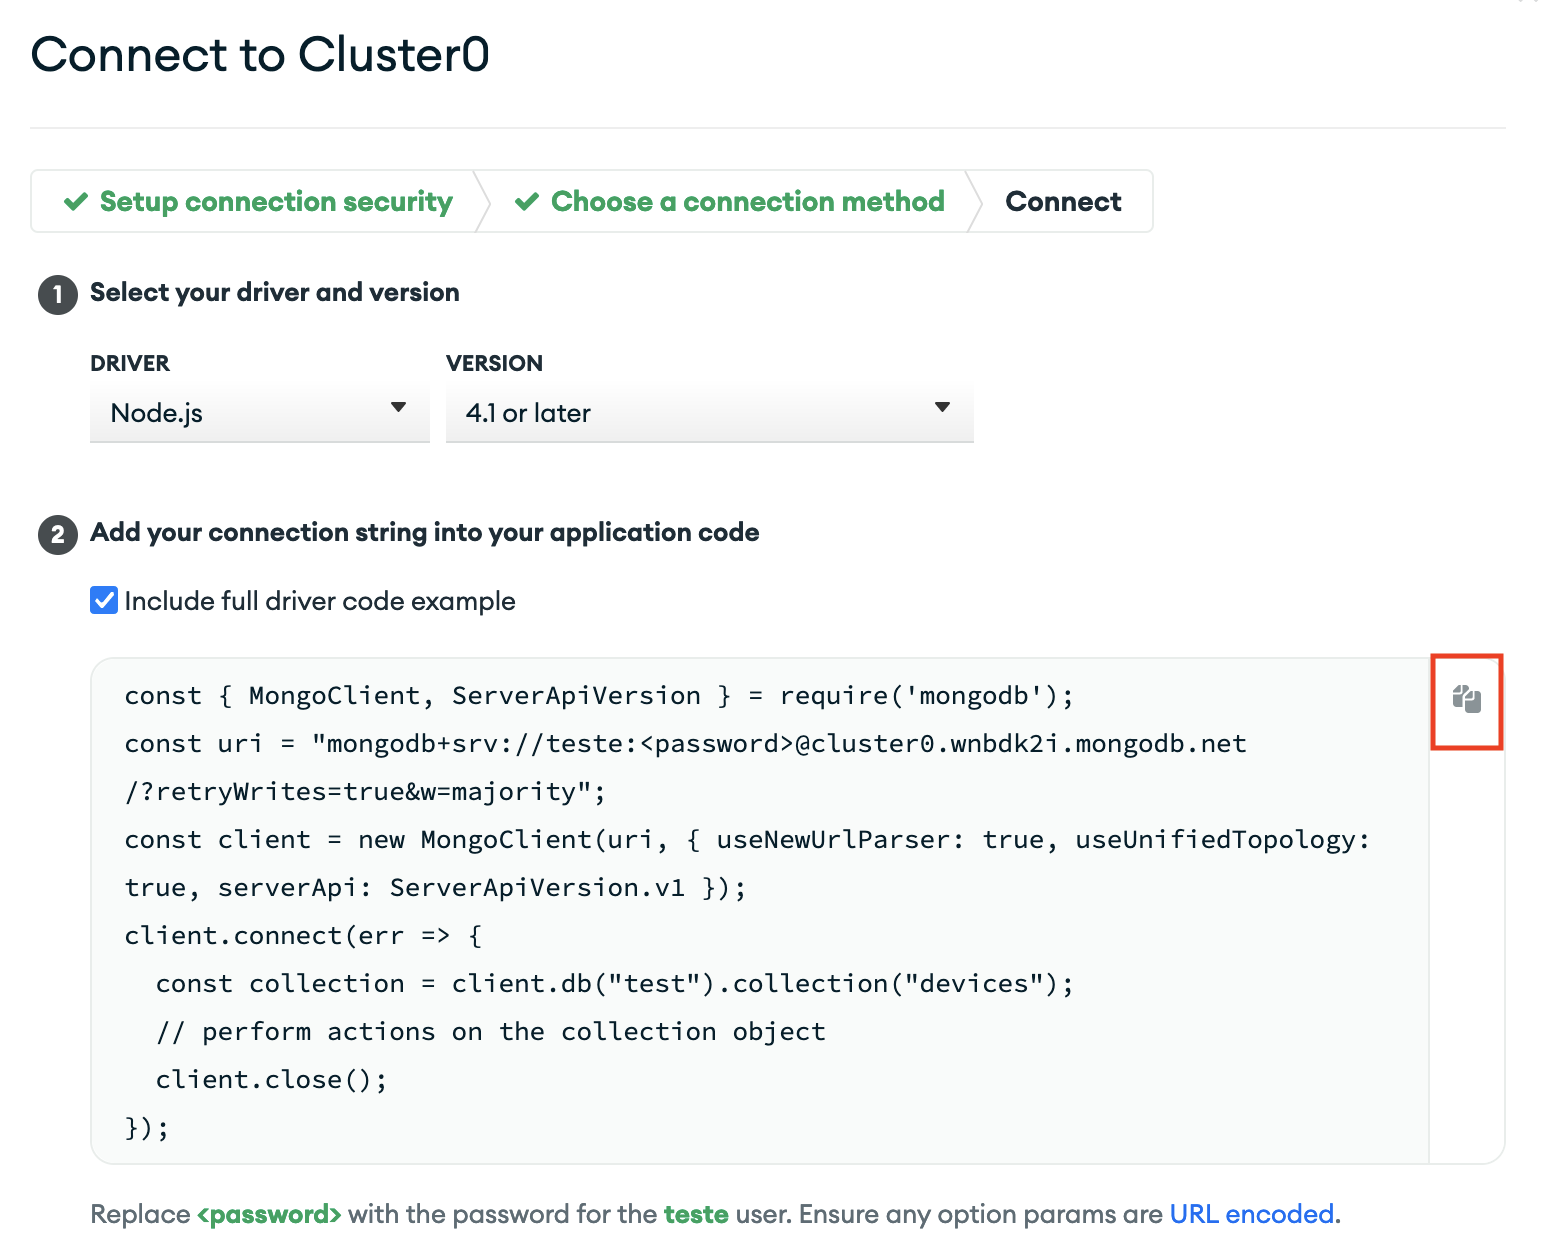 Connect to Cluster0
Setup connection security
Choose a connection method
Connect
1 Select your driver and version
DRIVER
VERSION
Node.js
4.1 or later
2 Add your connection string into your application code
Include full driver code example
const { MongoClient, ServerApiVersion } = require('mongodb');
const uri = "mongodb+srv://teste:<password>@cluster0.wnbdk2i.mongodb.net
/?retryWrites=true&w=majority";
const client = new MongoClient(uri, { useNewUrlParser: true, useUnifiedTopology:
true, serverApi: ServerApiVersion.v1 });
client.connect(err => {
  const collection = client.db("test").collection("devices");
  // perform actions on the collection object
  client.close();
});
Replace <password> with the password for the teste user. Ensure any option params are URL encoded.